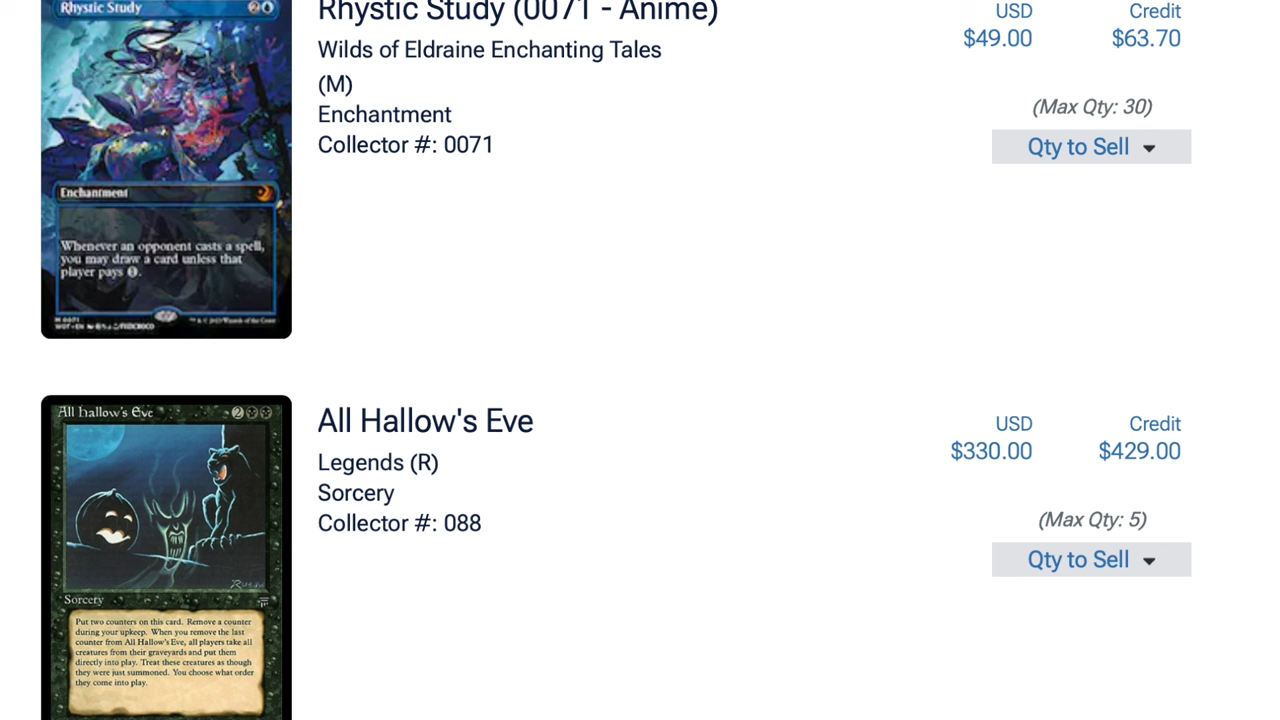 Rhystic Study
2
Rhystic Study (0071 - Anime)
Wilds of Eldraine Enchanting Tales
(M)
Enchantment
Collector #: 0071
USD
Credit
$49.00
$63.70
(Max Qty: 30)
Qty to Sell
Enchantment
Whenever an opponent casts a spell,
you may draw a card unless that
player pays 1.
M 0071
WOT • EN
All Hallow's Eve
2
All Hallow's Eve
Legends (R)
Sorcery
Collector #: 088
USD
Credit
$330.00
$429.00
(Max Qty: 5)
Qty to Sell
Sorcery
Put two counters on this card. Remove a counter
during your upkeep. When you remove the last
counter from All Hallow's Eve, all players take all
creatures from their graveyards and put them
directly into play. Treat these creatures as though
they were just summoned. You choose what order
they come into play.